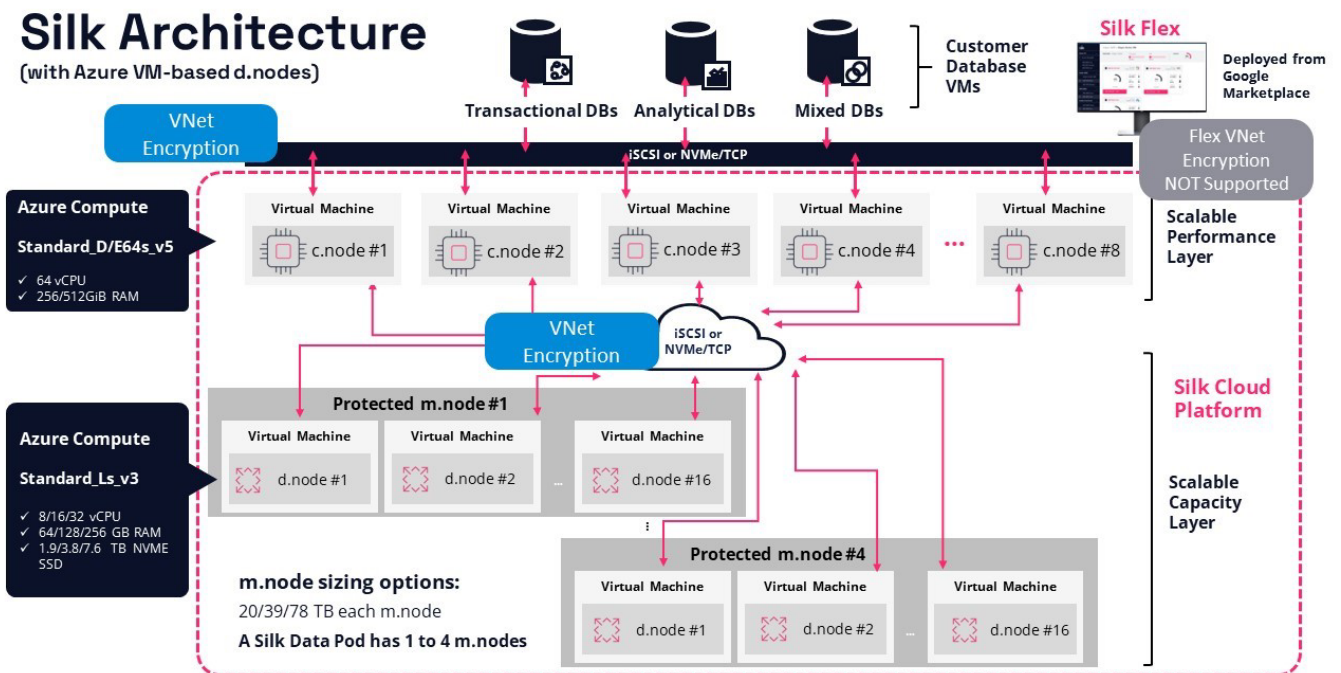 Silk Architecture
(with Azure VM-based d.nodes)
Transactional DBs
Analytical DBs
Mixed DBs
Customer
Database
VMs
Silk Flex
Deployed from
Google
Marketplace
VNet
Encryption
iSCSI or NVMe/TCP
Flex VNet
Encryption
NOT Supported
Azure Compute
Standard_D/E64s_v5
✓ 64 vCPU
✓ 256/512GiB RAM
Virtual Machine
c.node #1
Virtual Machine
c.node #2
Virtual Machine
c.node #3
Virtual Machine
c.node #4
...
Virtual Machine
c.node #8
Scalable
Performance
Layer
VNet
Encryption
iSCSI or
NVMe/TCP
Azure Compute
Standard_Ls_v3
✓ 8/16/32 vCPU
✓ 64/128/256 GB RAM
✓ 1.9/3.8/7.6 TB NVME
SSD
Protected m.node #1
Virtual Machine
d.node #1
Virtual Machine
d.node #2
...
Virtual Machine
d.node #16
Silk Cloud
Platform
Scalable
Capacity
Layer
Protected m.node #4
Virtual Machine
d.node #1
Virtual Machine
d.node #2
...
Virtual Machine
d.node #16
m.node sizing options:
20/39/78 TB each m.node
A Silk Data Pod has 1 to 4 m.nodes